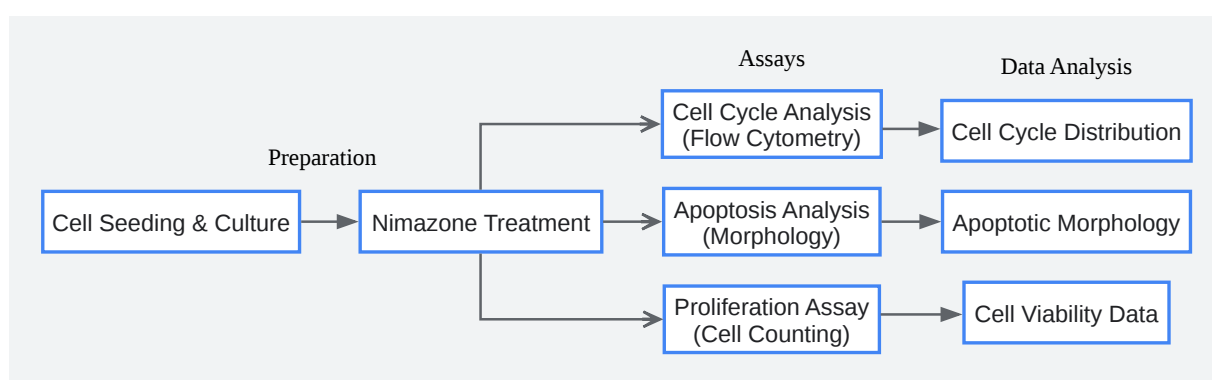 Assays
Data Analysis
Preparation
Cell Seeding & Culture
Nimazone Treatment
Cell Cycle Analysis
(Flow Cytometry)
Cell Cycle Distribution
Apoptosis Analysis
(Morphology)
Apoptotic Morphology
Proliferation Assay
(Cell Counting)
Cell Viability Data